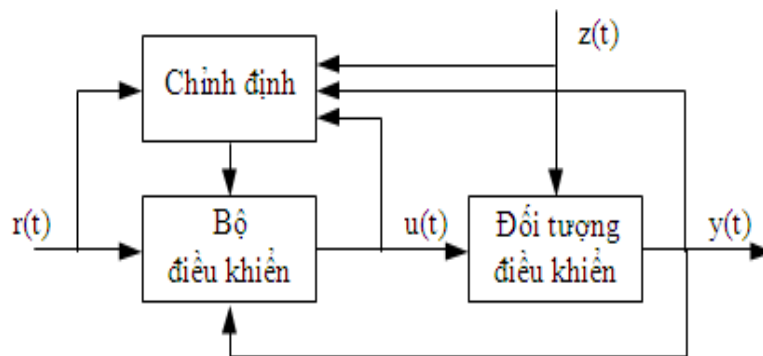 z(t)
Chỉnh định
r(t)
Bộ
điều khiển
u(t)
Đối tượng
điều khiển
y(t)